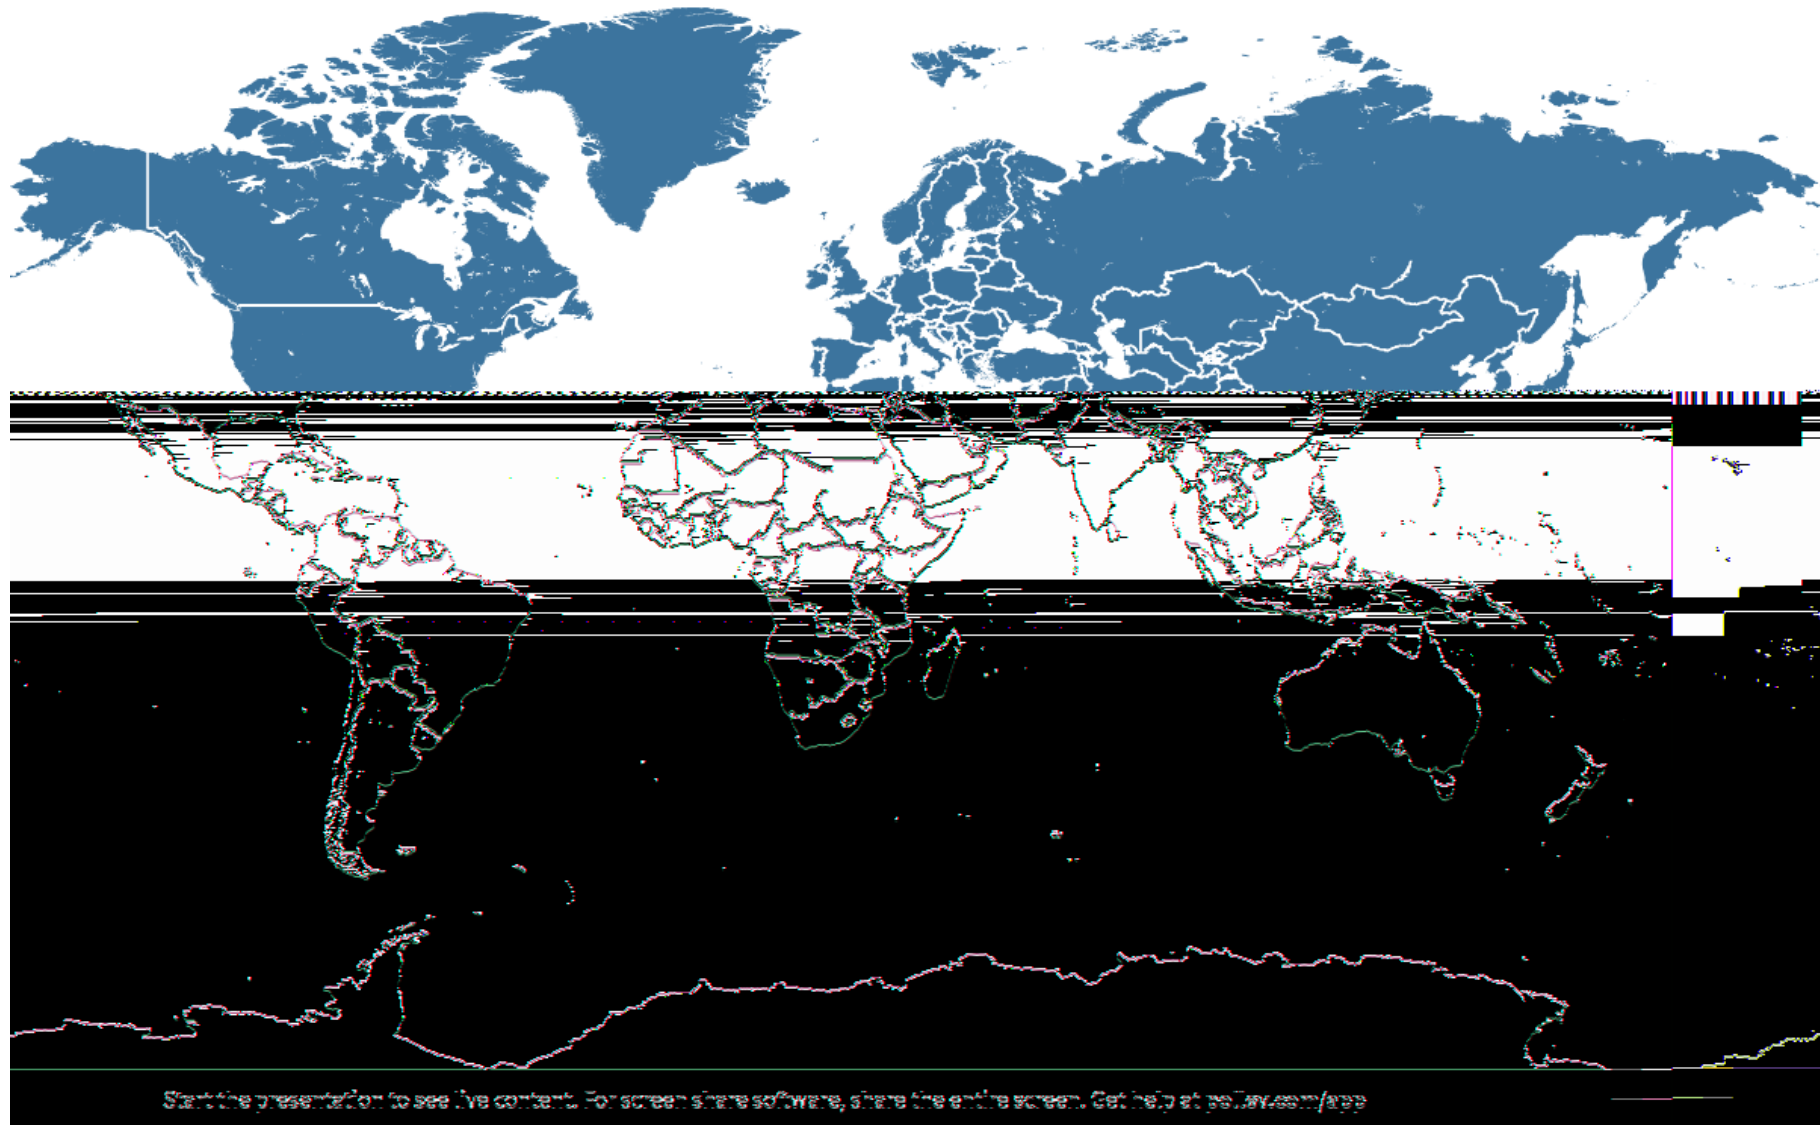 Start the presentation to see live content. For screen share software, share the entire screen. Get help at pollev.com/app